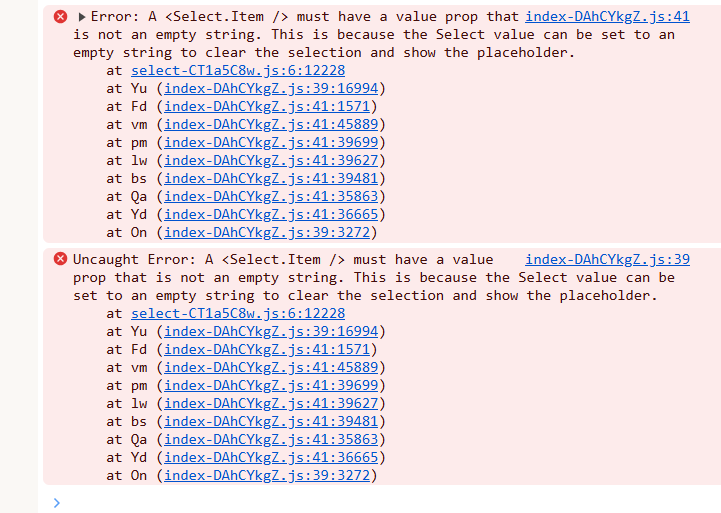 Error: A <Select.Item /> must have a value prop that index-DAhCYkgZ.js:41
is not an empty string. This is because the Select value can be set to an
empty string to clear the selection and show the placeholder.
at select-CT1a5C8w.js:6:12228
at Yu (index-DAhCYkgZ.js:39:16994)
at Fd (index-DAhCYkgZ.js:41:1571)
at vm (index-DAhCYkgZ.js:41:45889)
at pm (index-DAhCYkgZ.js:41:39699)
at lw (index-DAhCYkgZ.js:41:39627)
at bs (index-DAhCYkgZ.js:41:39481)
at Qa (index-DAhCYkgZ.js:41:35863)
at Yd (index-DAhCYkgZ.js:41:36665)
at On (index-DAhCYkgZ.js:39:3272)
Uncaught Error: A <Select.Item /> must have a value index-DAhCYkgZ.js:39
prop that is not an empty string. This is because the Select value can be
set to an empty string to clear the selection and show the placeholder.
at select-CT1a5C8w.js:6:12228
at Yu (index-DAhCYkgZ.js:39:16994)
at Fd (index-DAhCYkgZ.js:41:1571)
at vm (index-DAhCYkgZ.js:41:45889)
at pm (index-DAhCYkgZ.js:41:39699)
at lw (index-DAhCYkgZ.js:41:39627)
at bs (index-DAhCYkgZ.js:41:39481)
at Qa (index-DAhCYkgZ.js:41:35863)
at Yd (index-DAhCYkgZ.js:41:36665)
at On (index-DAhCYkgZ.js:39:3272)